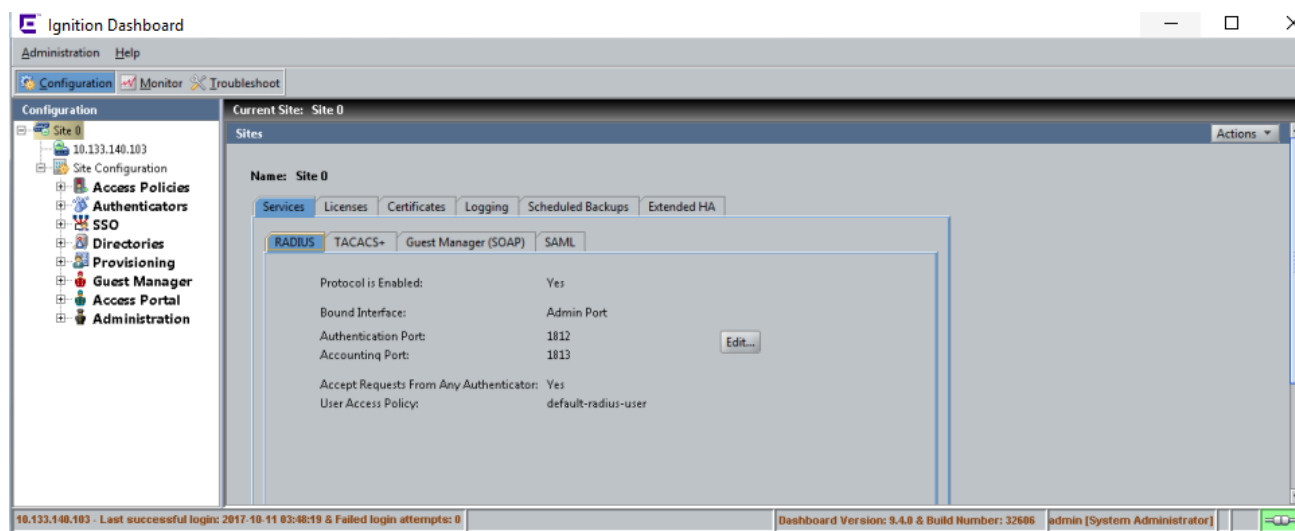 Ignition Dashboard
Administration Help
Configuration Monitor Troubleshoot
Configuration
Site 0
10.133.140.103
Site Configuration
Access Policies
Authenticators
SSO
Directories
Provisioning
Guest Manager
Access Portal
Administration
Current Site: Site 0
Sites
Actions
Name: Site 0
Services Licenses Certificates Logging Scheduled Backups Extended HA
RADIUS TACACS+ Guest Manager (SOAP) SAML
Protocol is Enabled: Yes
Bound Interface: Admin Port
Authentication Port: 1812
Edit...
Accounting Port: 1813
Accept Requests From Any Authenticator: Yes
User Access Policy: default-radius-user
10.133.140.103 - Last successful login: 2017-10-11 03:48:19 & Failed login attempts: 0
Dashboard Version: 9.4.0 & Build Number: 32606
admin [System Administrator]